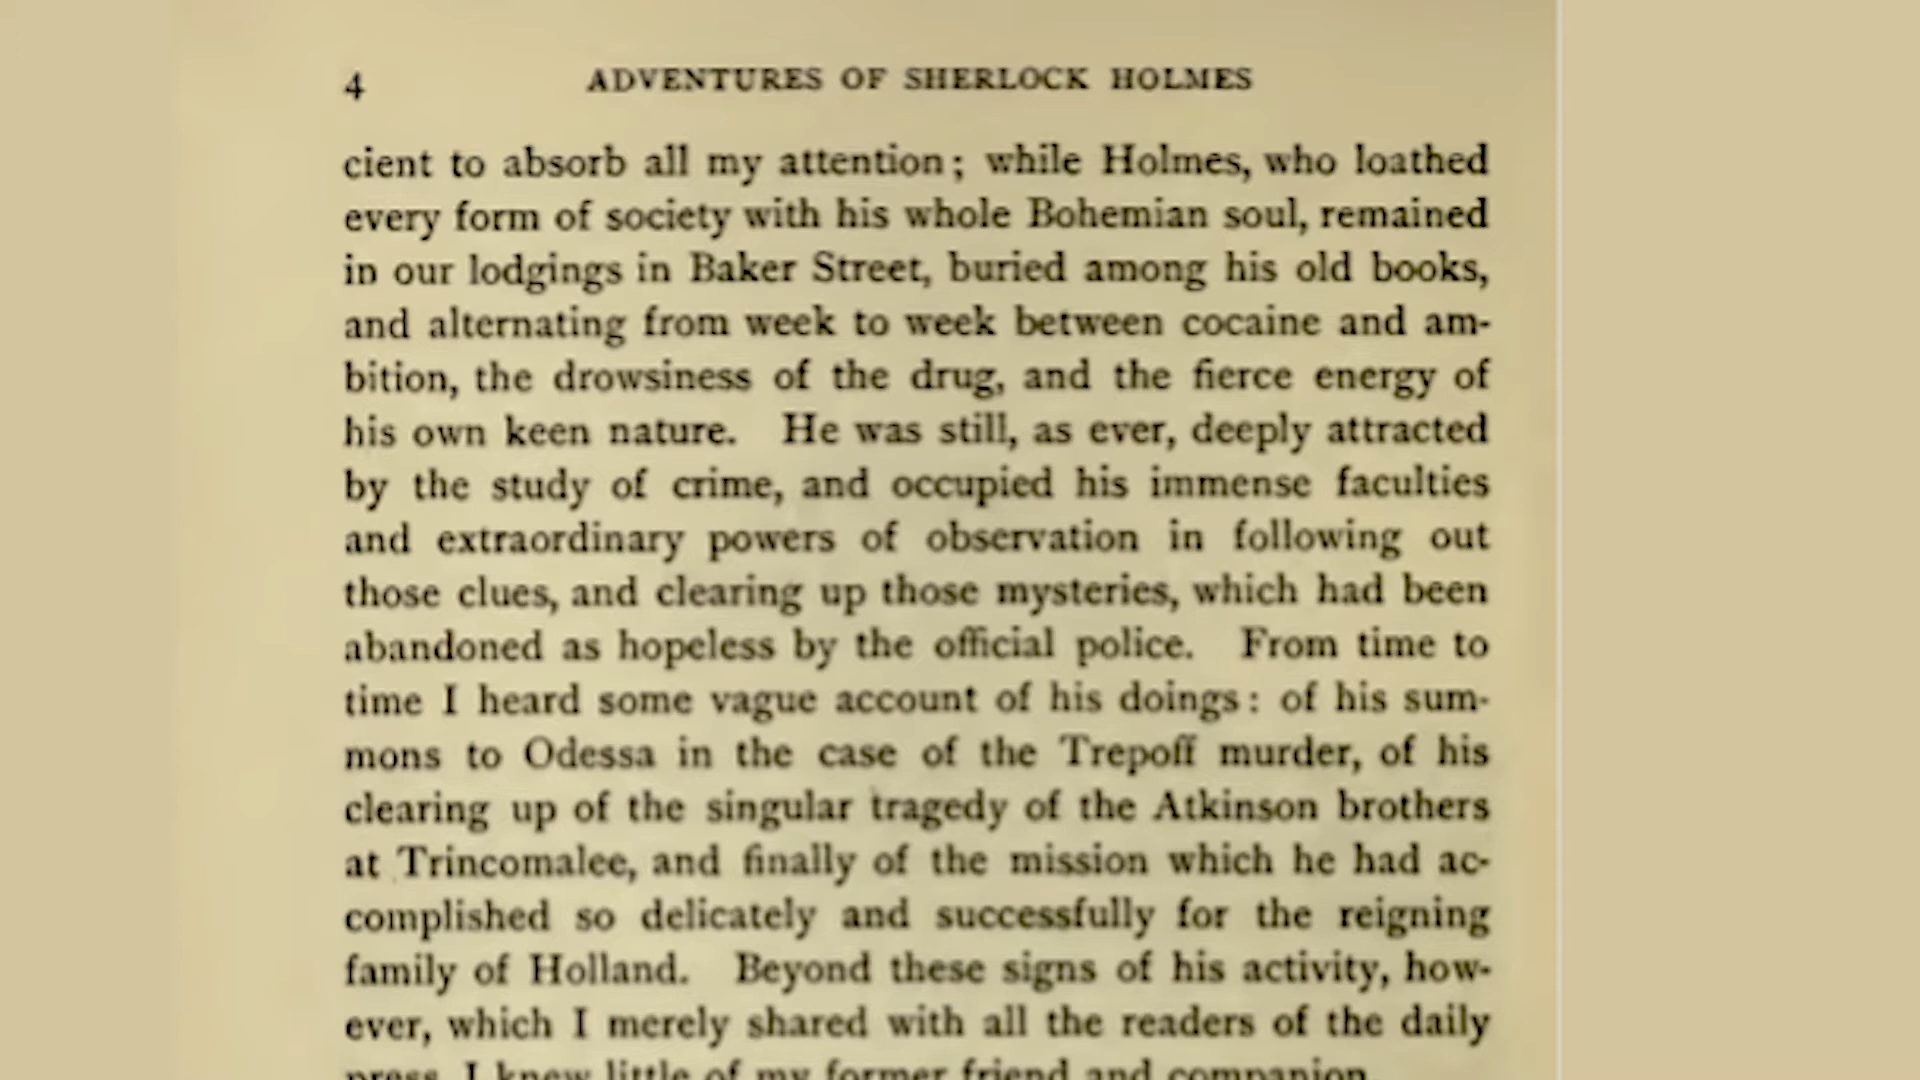 4 ADVENTURES OF SHERLOCK HOLMES
cient to absorb all my attention; while Holmes, who loathed
every form of society with his whole Bohemian soul, remained
in our lodgings in Baker Street, buried among his old books,
and alternating from week to week between cocaine and am-
bition, the drowsiness of the drug, and the fierce energy of
his own keen nature. He was still, as ever, deeply attracted
by the study of crime, and occupied his immense faculties
and extraordinary powers of observation in following out
those clues, and clearing up those mysteries, which had been
abandoned as hopeless by the official police. From time to
time I heard some vague account of his doings: of his sum-
mons to Odessa in the case of the Trepoff murder, of his
clearing up of the singular tragedy of the Atkinson brothers
at Trincomalee, and finally of the mission which he had ac-
complished so delicately and successfully for the reigning
family of Holland. Beyond these signs of his activity, how-
ever, which I merely shared with all the readers of the daily
press, I knew little of my former friend and companion.